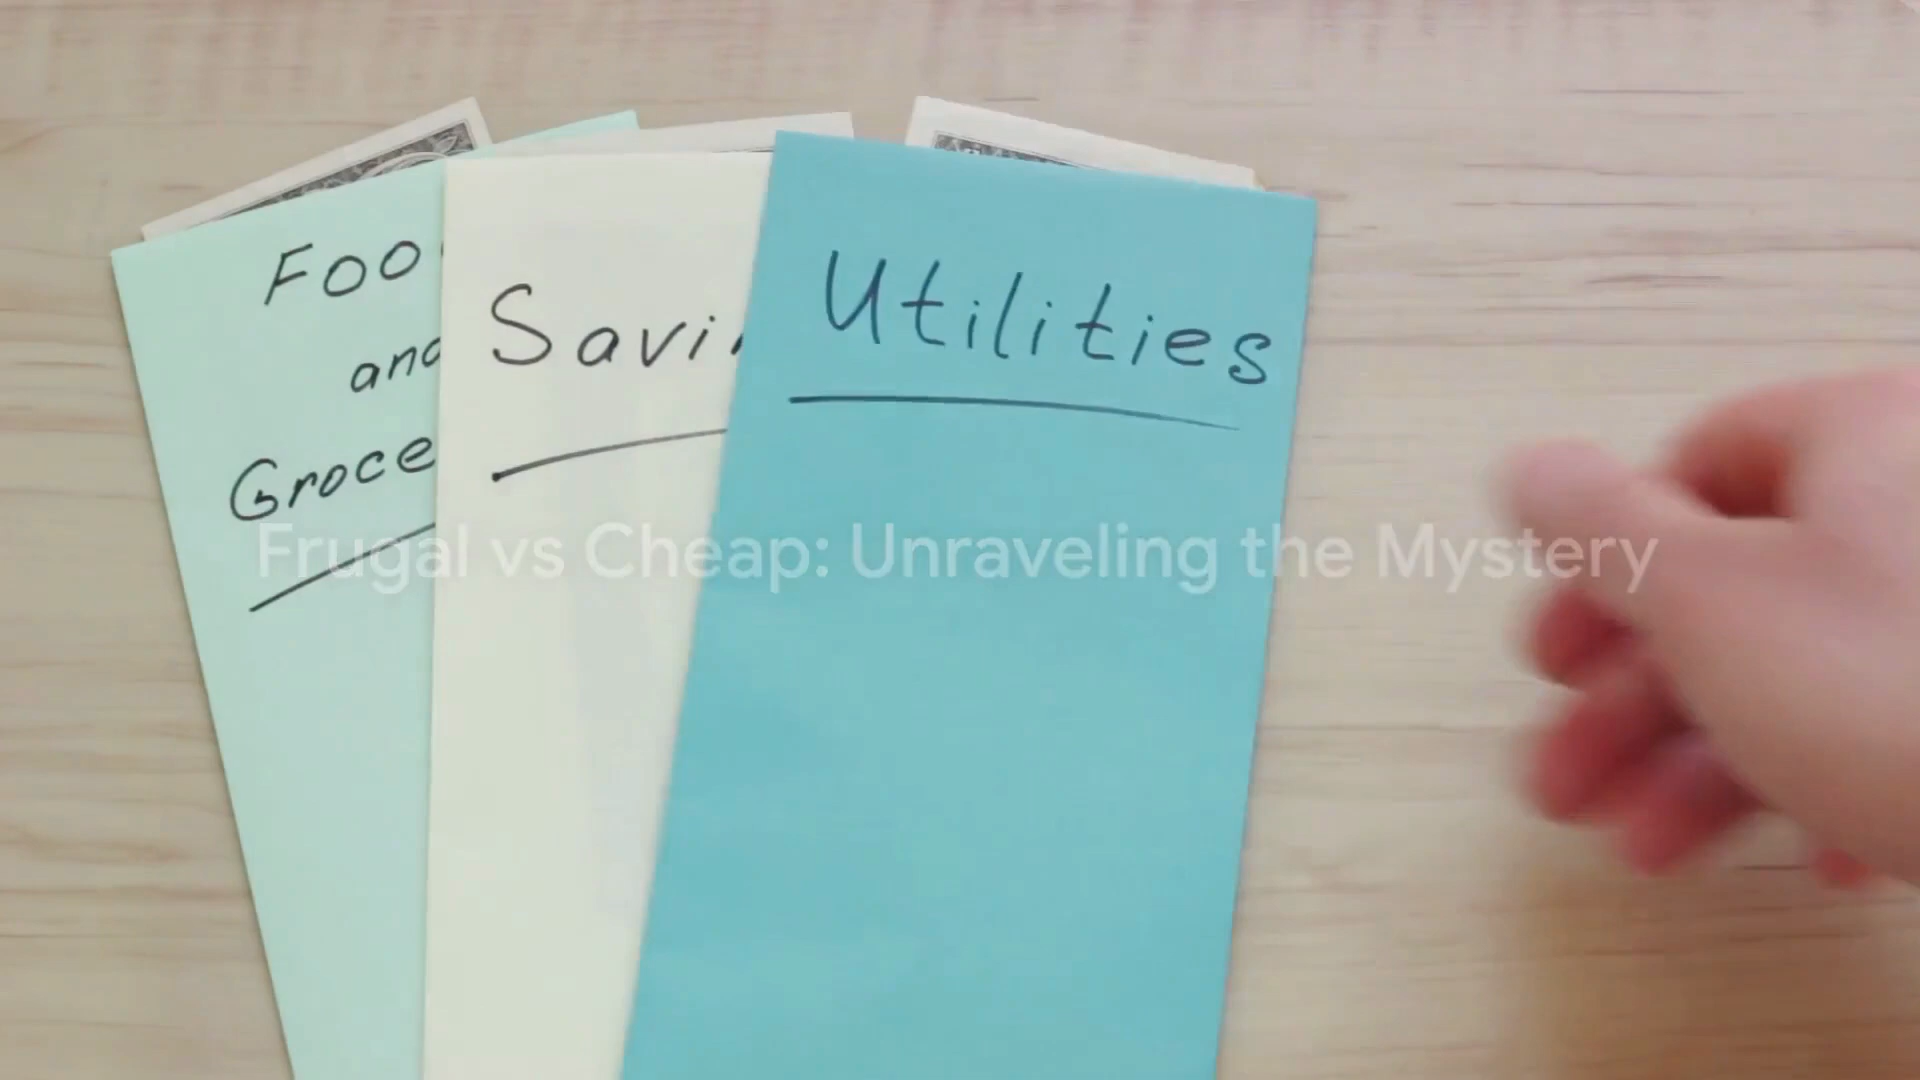 Foo
and
Groce
Savi
Utilities
Frugal vs Cheap: Unraveling the Mystery